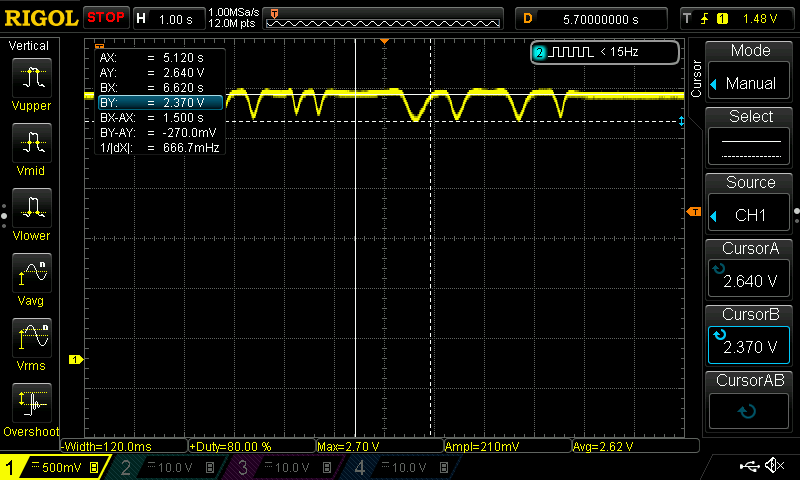 RIGOL STOP H 1.00 s 1.00MSa/s D 5.70000000 s T 1 1.48 V
12.0M pts
T
Vertical
Vupper
Vmid
Vlower
Vavg
n
Vrms
n
Overshoot
T
AX: = 5.120 s
AY: = 2.640 V
BX: = 6.620 s
BY: = 2.370 V
BX-AX: = 1.500 s
BY-AY: = -270.0mV
1/|dX|: = 666.7mHz
2 < 15Hz
T
1
Cursor
Mode
Manual
Select
Source
CH1
CursorA
2.640 V
CursorB
2.370 V
CursorAB
-Width=120.0ms +Duty=80.00 % Max=2.70 V Ampl=210mV Avg=2.62 V
1 500mV B 2 10.0 V B 3 10.0 V B 4 10.0 V B